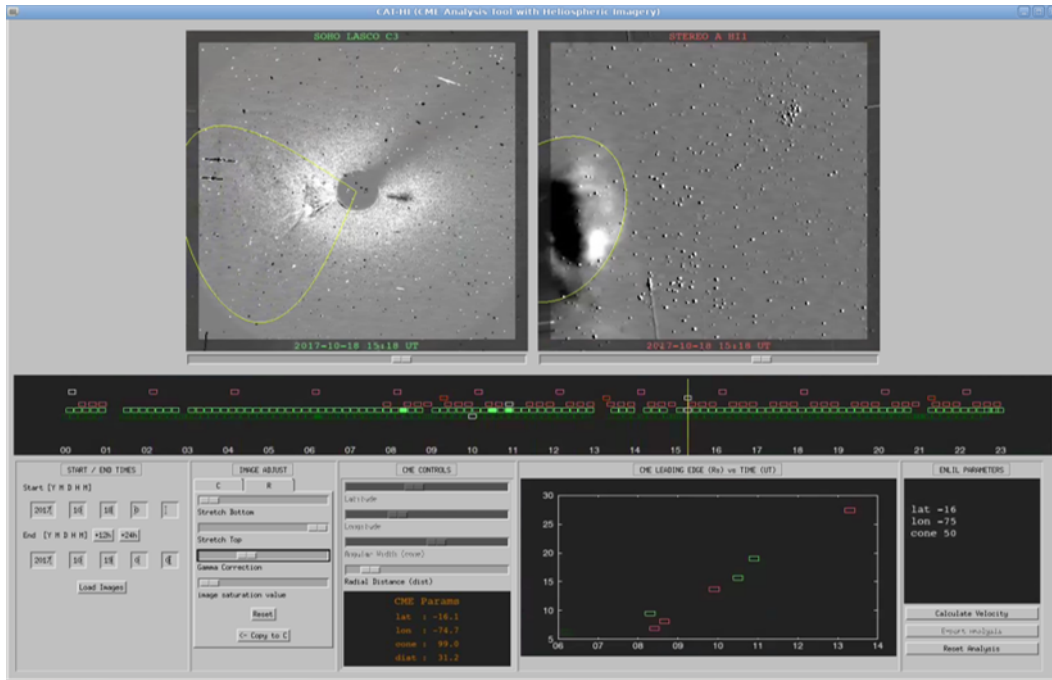 CAT-HI (CME Analysis Tool with Heliospheric Imagery)
SOHO LASCO C3
STEREO A HI1
2017-10-18 15:18 UT
2017-10-18 15:18 UT
00 01 02 03 04 05 06 07 08 09 10 11 12 13 14 15 16 17 18 19 20 21 22 23
START / END TIMES
Start [Y M D H M]
2017 10 18 0
End [Y M D H M] +12h +24h
2017 10 19 0 0
Load Images
IMAGE ADJUST
C R
Stretch Bottom
Stretch Top
Gamma Correction
image saturation value
Reset
<- Copy to C
CME CONTROLS
Latitude
Longitude
Angular Width (cone)
Radial Distance (dist)
CME Params
lat : -16.1
lon : -74.7
cone : 99.0
dist : 31.2
CME LEADING EDGE (Rs) vs TIME (UT)
30
25
20
15
10
5
06 07 08 09 10 11 12 13 14
ENLIL PARAMETERS
lat -16
lon -75
cone 50
Calculate Velocity
Export Analysis
Reset Analysis